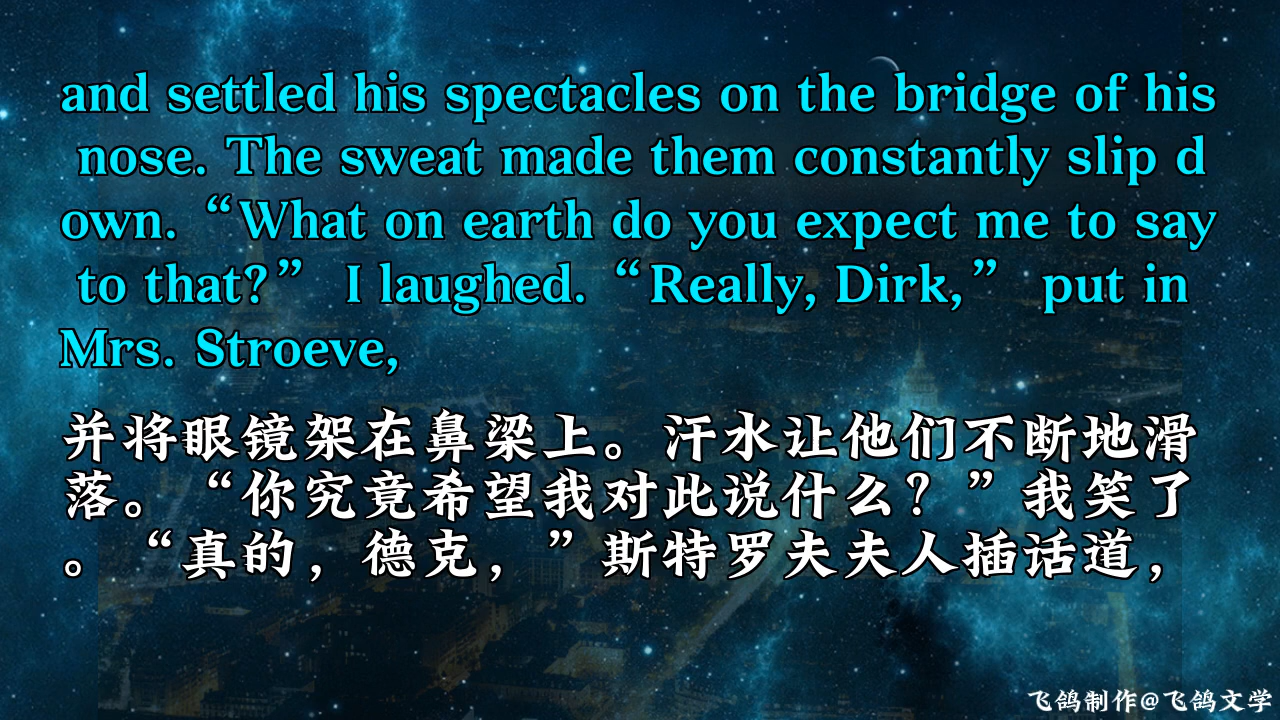 and settled his spectacles on the bridge of his
nose. The sweat made them constantly slip d
own. “What on earth do you expect me to say
to that?” I laughed. “Really, Dirk,” put in
Mrs. Stroeve,
并将眼镜架在鼻梁上。汗水让他们不断地滑
落。“你究竟希望我对此说什么？”我笑了
。“真的，德克，”斯特罗夫夫人插话道，
飞鸽制作@飞鸽文学